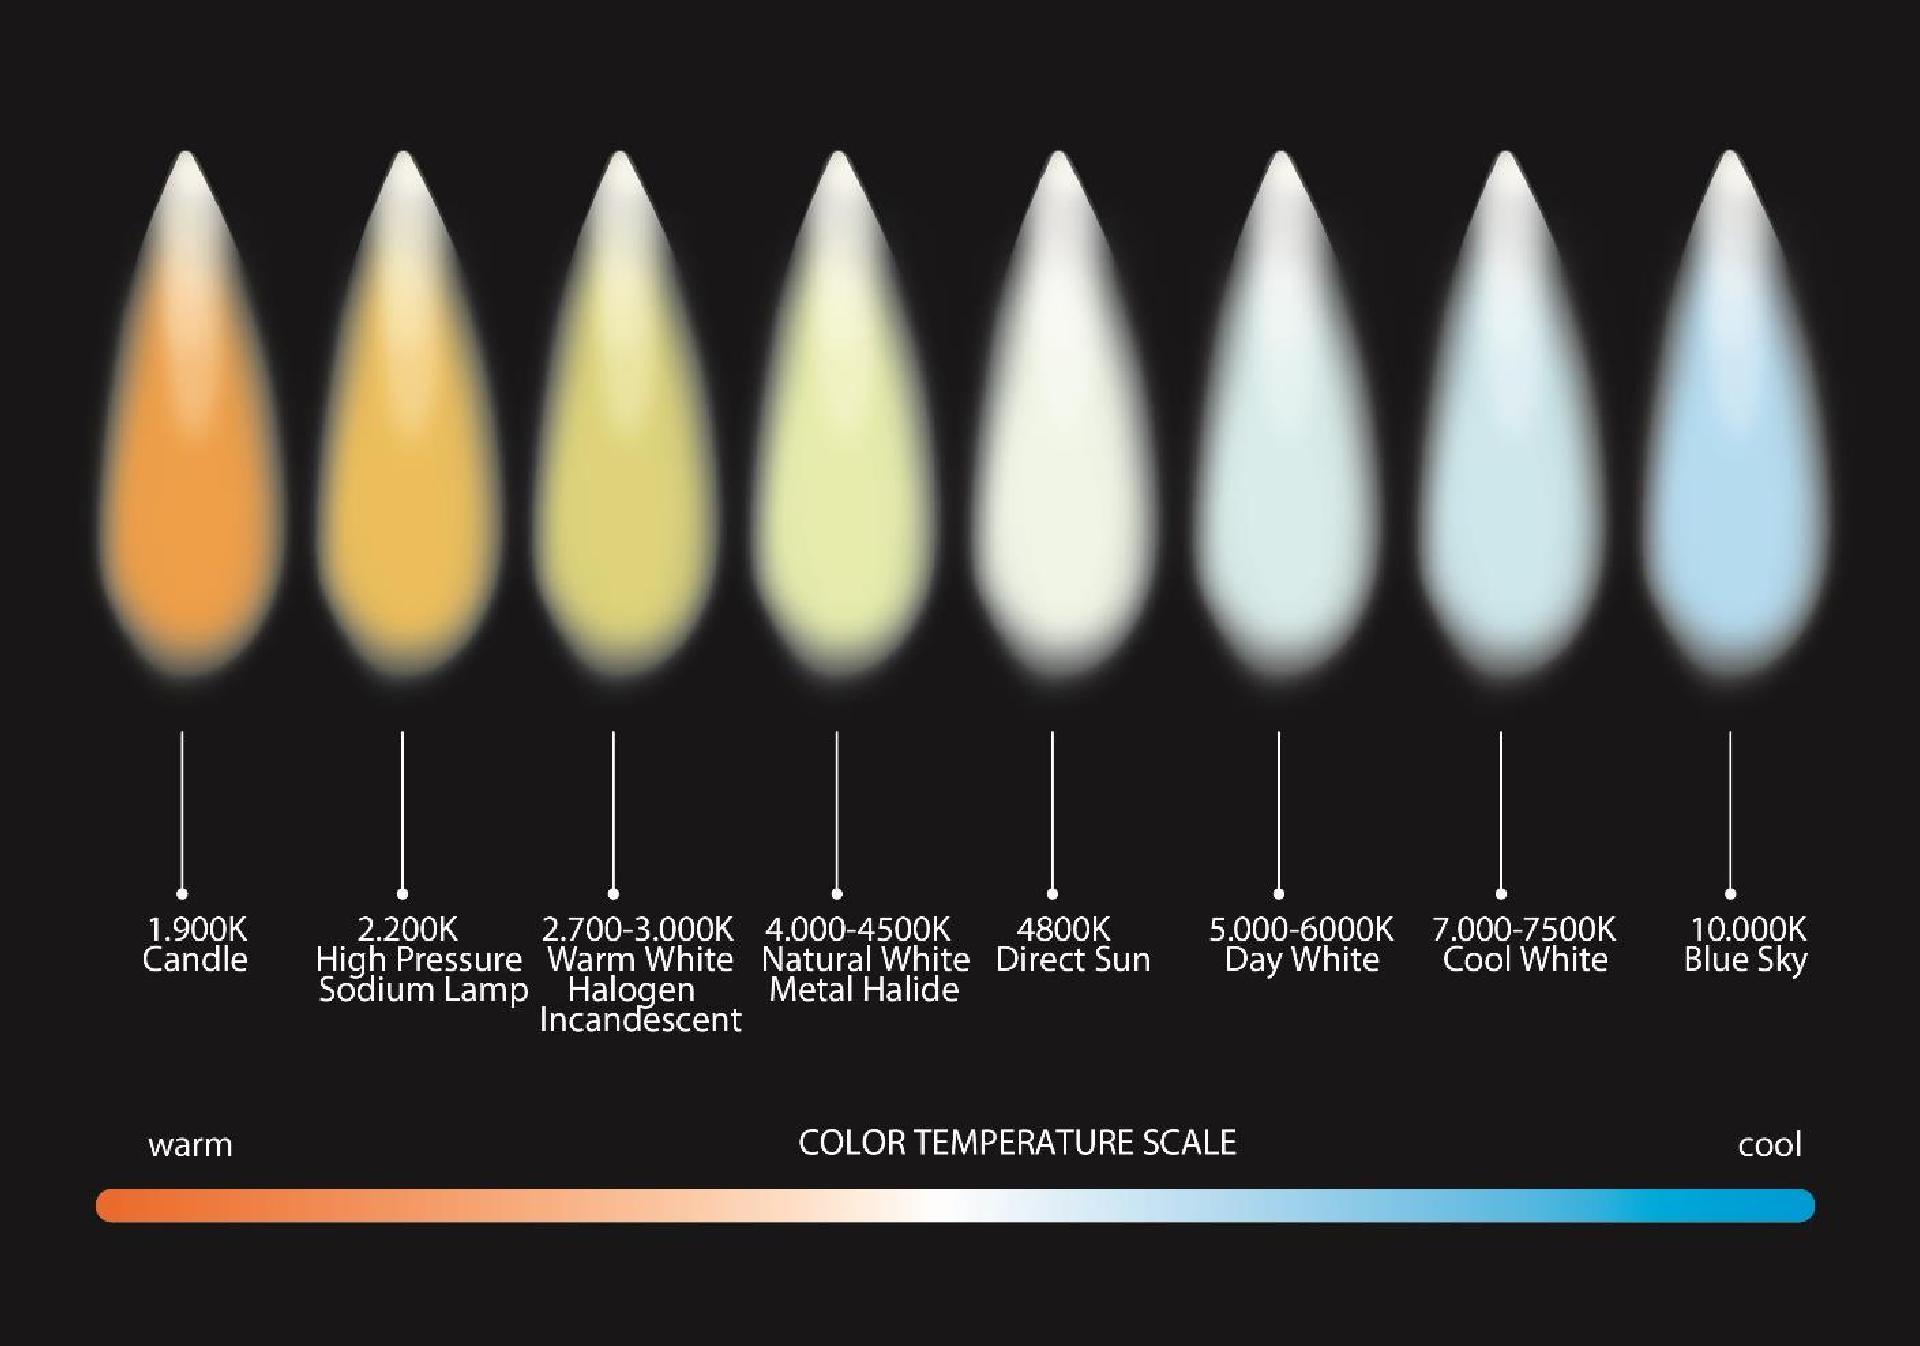 1.900K
Candle
2.200K
High Pressure
Sodium Lamp
2.700-3.000K
Warm White
Halogen
Incandescent
4.000-4500K
Natural White
Metal Halide
4800K
Direct Sun
5.000-6000K
Day White
7.000-7500K
Cool White
10.000K
Blue Sky
warm
COLOR TEMPERATURE SCALE
cool